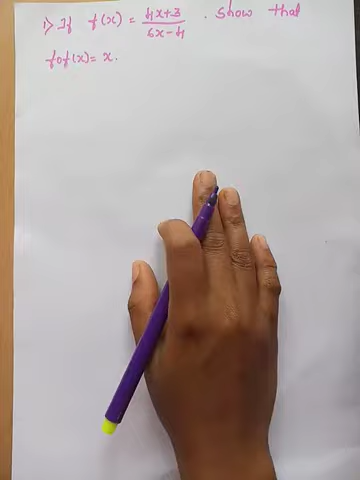 1) If f(x) = 4x+3 / 6x-4 . show that
fof(x) = x.